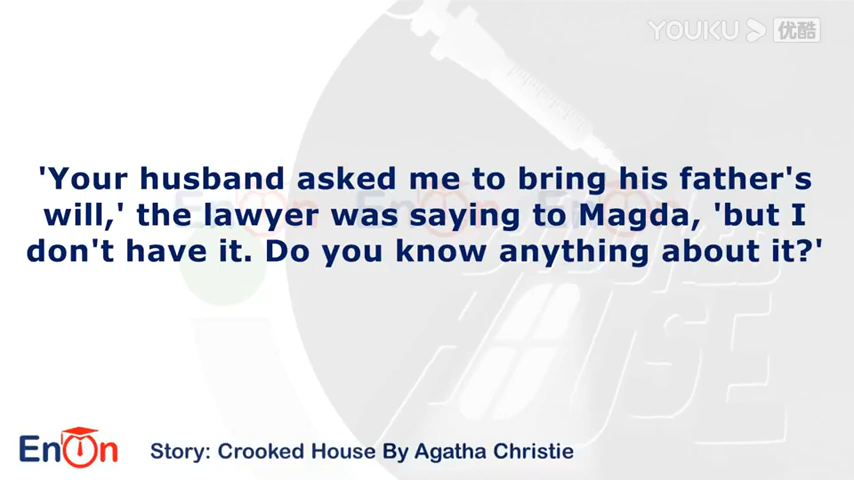 YOUKU 优酷
'Your husband asked me to bring his father's
will,' the lawyer was saying to Magda, 'but I
don't have it. Do you know anything about it?'
EnOn
Story: Crooked House By Agatha Christie
HOUSE